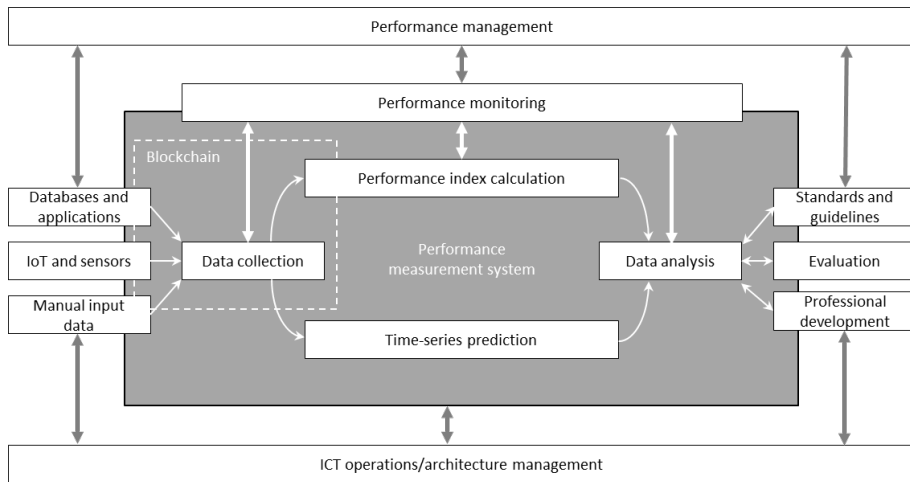 Performance management
Performance monitoring
Blockchain
Performance index calculation
Databases and
applications
Standards and
guidelines
IoT and sensors
Data collection
Performance
measurement system
Data analysis
Evaluation
Manual input
data
Professional
development
Time-series prediction
ICT operations/architecture management